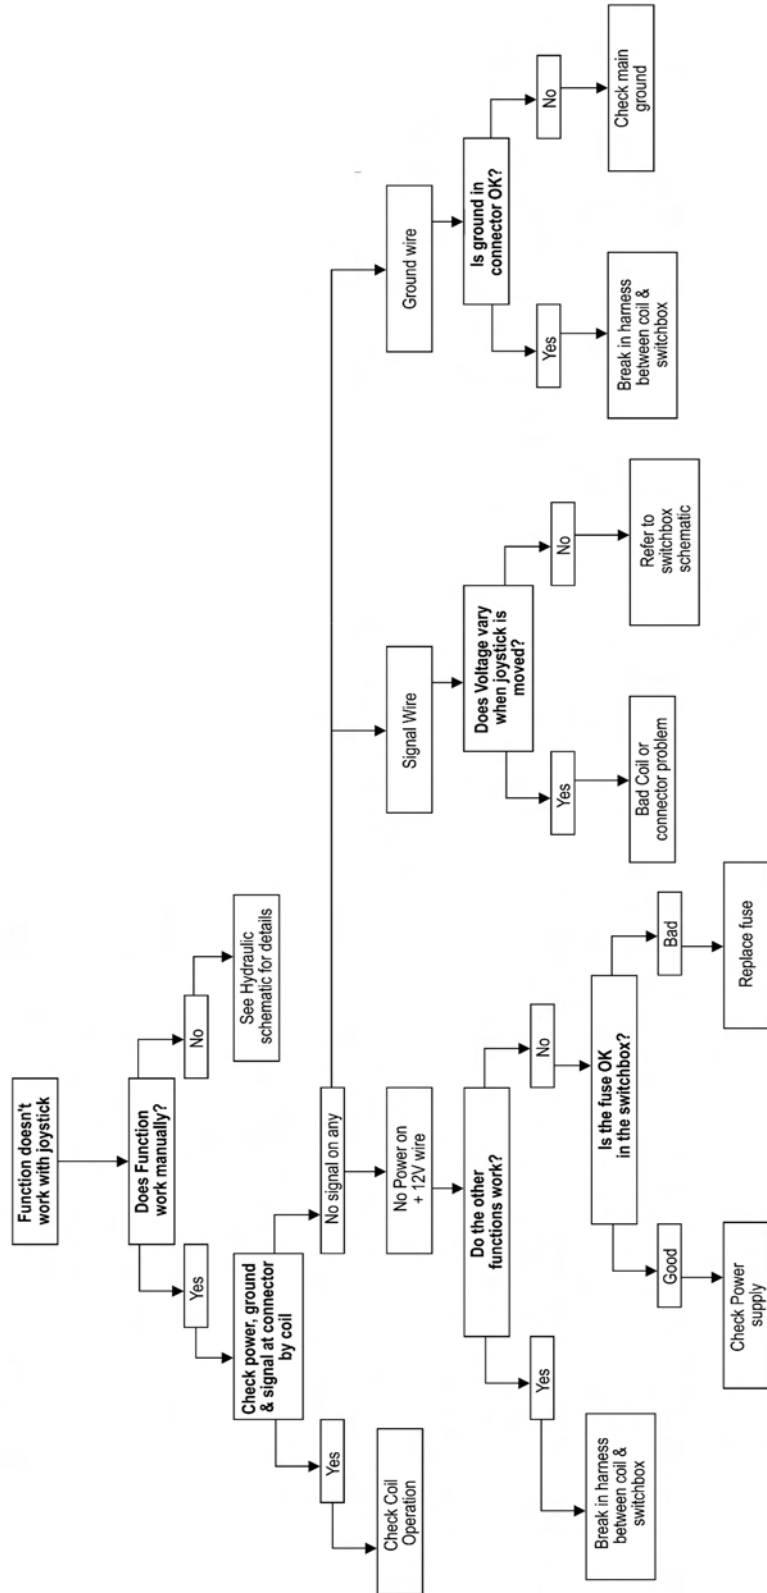 Function doesn't
work with joystick
Does Function
work manually?
Yes
No
See Hydraulic
schematic for details
Check power, ground
& signal at connector
by coil
Yes
No signal on any
Check Coil
Operation
No Power on
+ 12V wire
Signal Wire
Ground wire
Do the other
functions work?
Does Voltage vary
when joystick is
moved?
Is ground in
connector OK?
Yes
No
Yes
No
Yes
No
Break in harness
between coil &
switchbox
Is the fuse OK
in the switchbox?
Bad Coil or
connector problem
Refer to
switchbox
schematic
Break in harness
between coil &
switchbox
Check main
ground
Good
Bad
Check Power
supply
Replace fuse